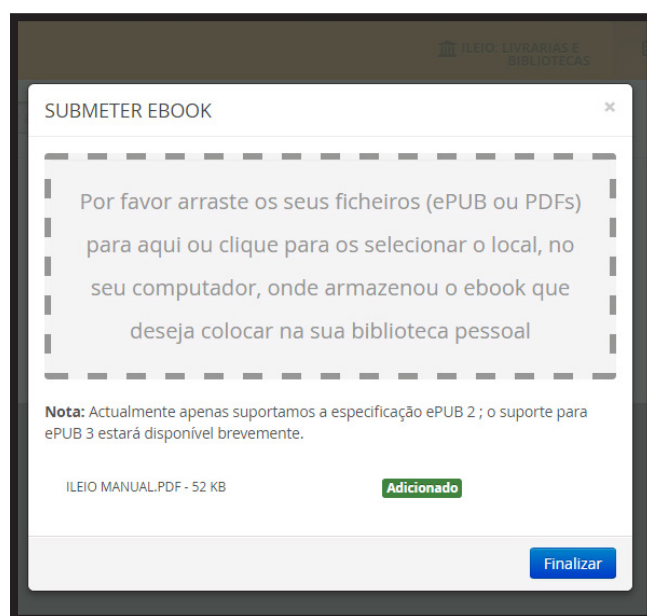 ILEIO: LIVRARIAS E
BIBLIOTECAS
SUBMETER EBOOK
×
Por favor arraste os seus ficheiros (ePUB ou PDFs)
para aqui ou clique para os selecionar o local, no
seu computador, onde armazenou o ebook que
deseja colocar na sua biblioteca pessoal
Nota: Actualmente apenas suportamos a especificação ePUB 2 ; o suporte para
ePUB 3 estará disponível brevemente.
ILEIO MANUAL.PDF - 52 KB Adicionado
Finalizar